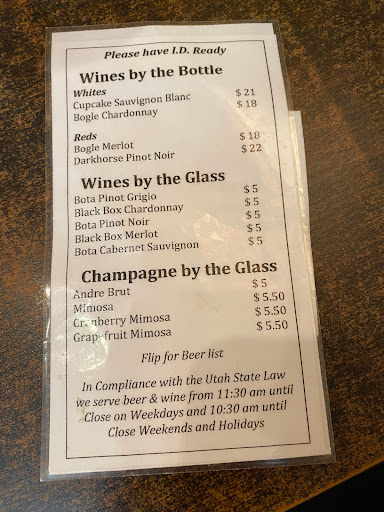 Please have I.D. Ready
Wines by the Bottle
Whites
Cupcake Sauvignon Blanc $ 21
Bogle Chardonnay $ 18
Reds
Bogle Merlot $ 18
Darkhorse Pinot Noir $ 22
Wines by the Glass
Bota Pinot Grigio $ 5
Black Box Chardonnay $ 5
Bota Pinot Noir $ 5
Black Box Merlot $ 5
Bota Cabernet Sauvignon $ 5
Champagne by the Glass
Andre Brut $ 5
Mimosa $ 5.50
Cranberry Mimosa $ 5.50
Grapefruit Mimosa $ 5.50
Flip for Beer list
In Compliance with the Utah State Law
we serve beer & wine from 11:30 am until
Close on Weekdays and 10:30 am until
Close Weekends and Holidays